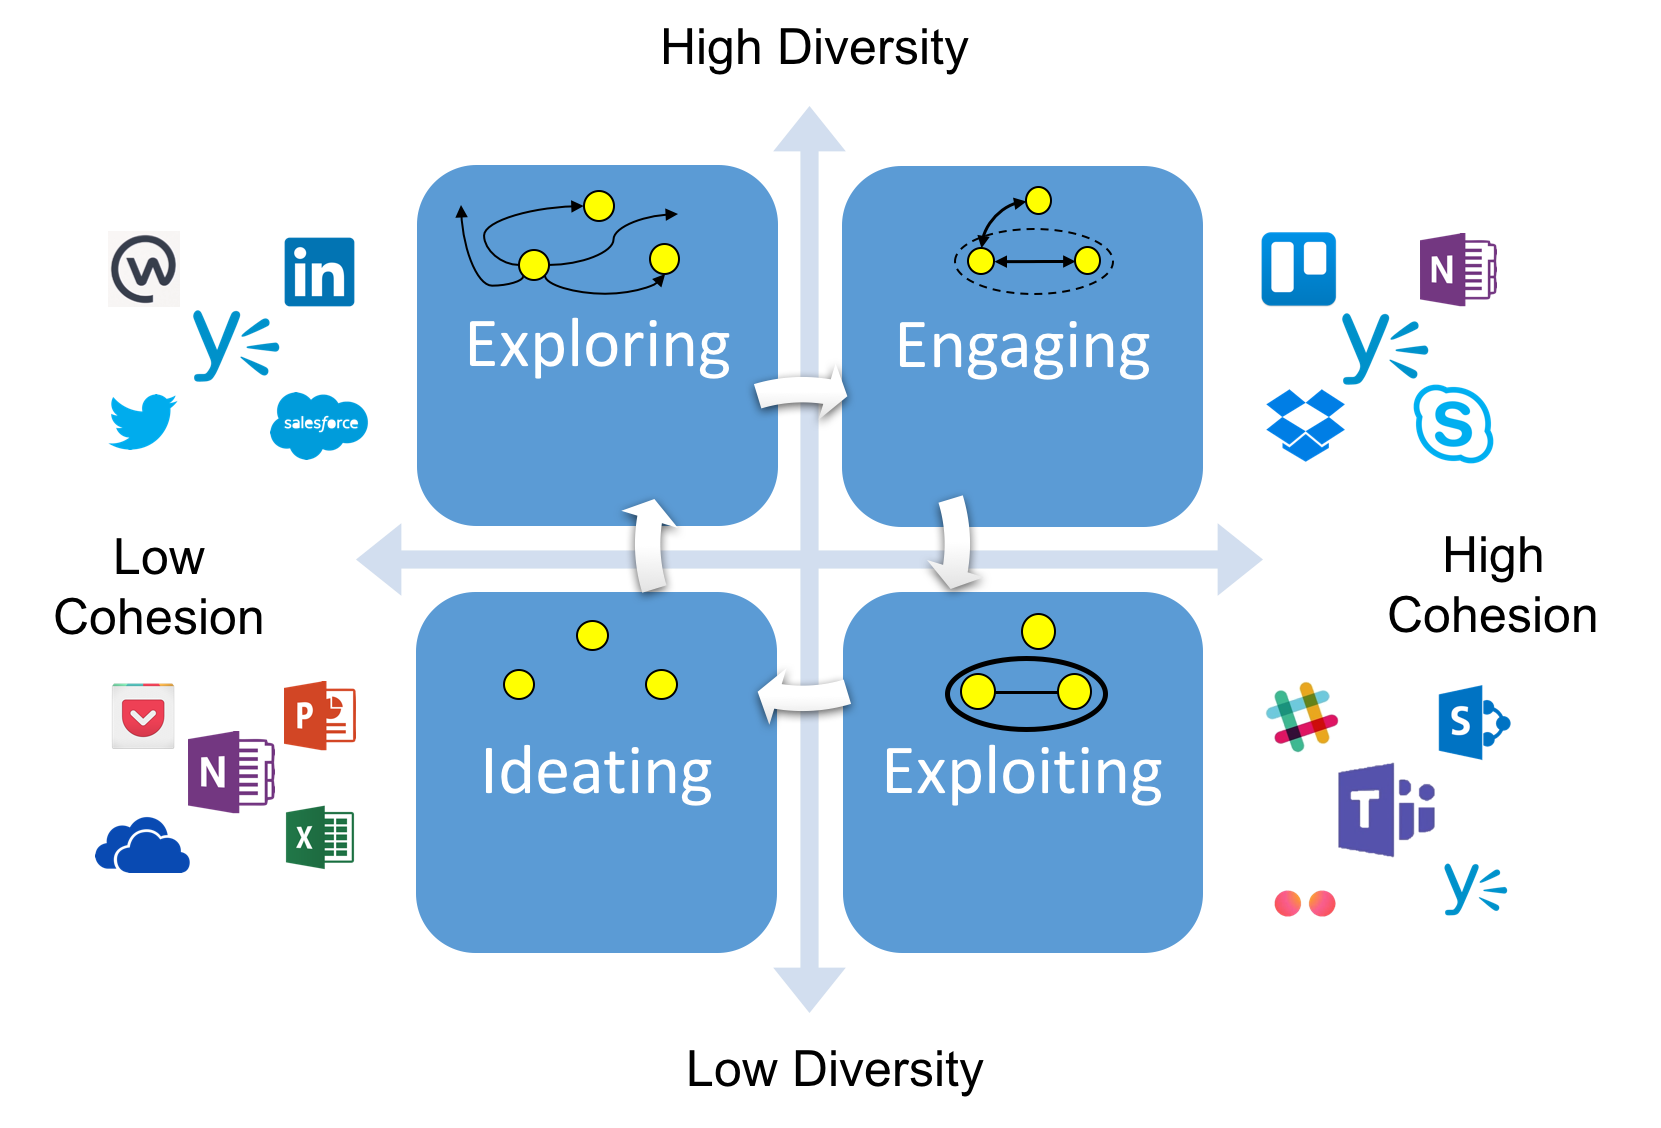 High Diversity
Exploring
Engaging
in
salesforce
N
S
Low
Cohesion
High
Cohesion
Ideating
Exploiting
P
N
X
S
T
Low Diversity